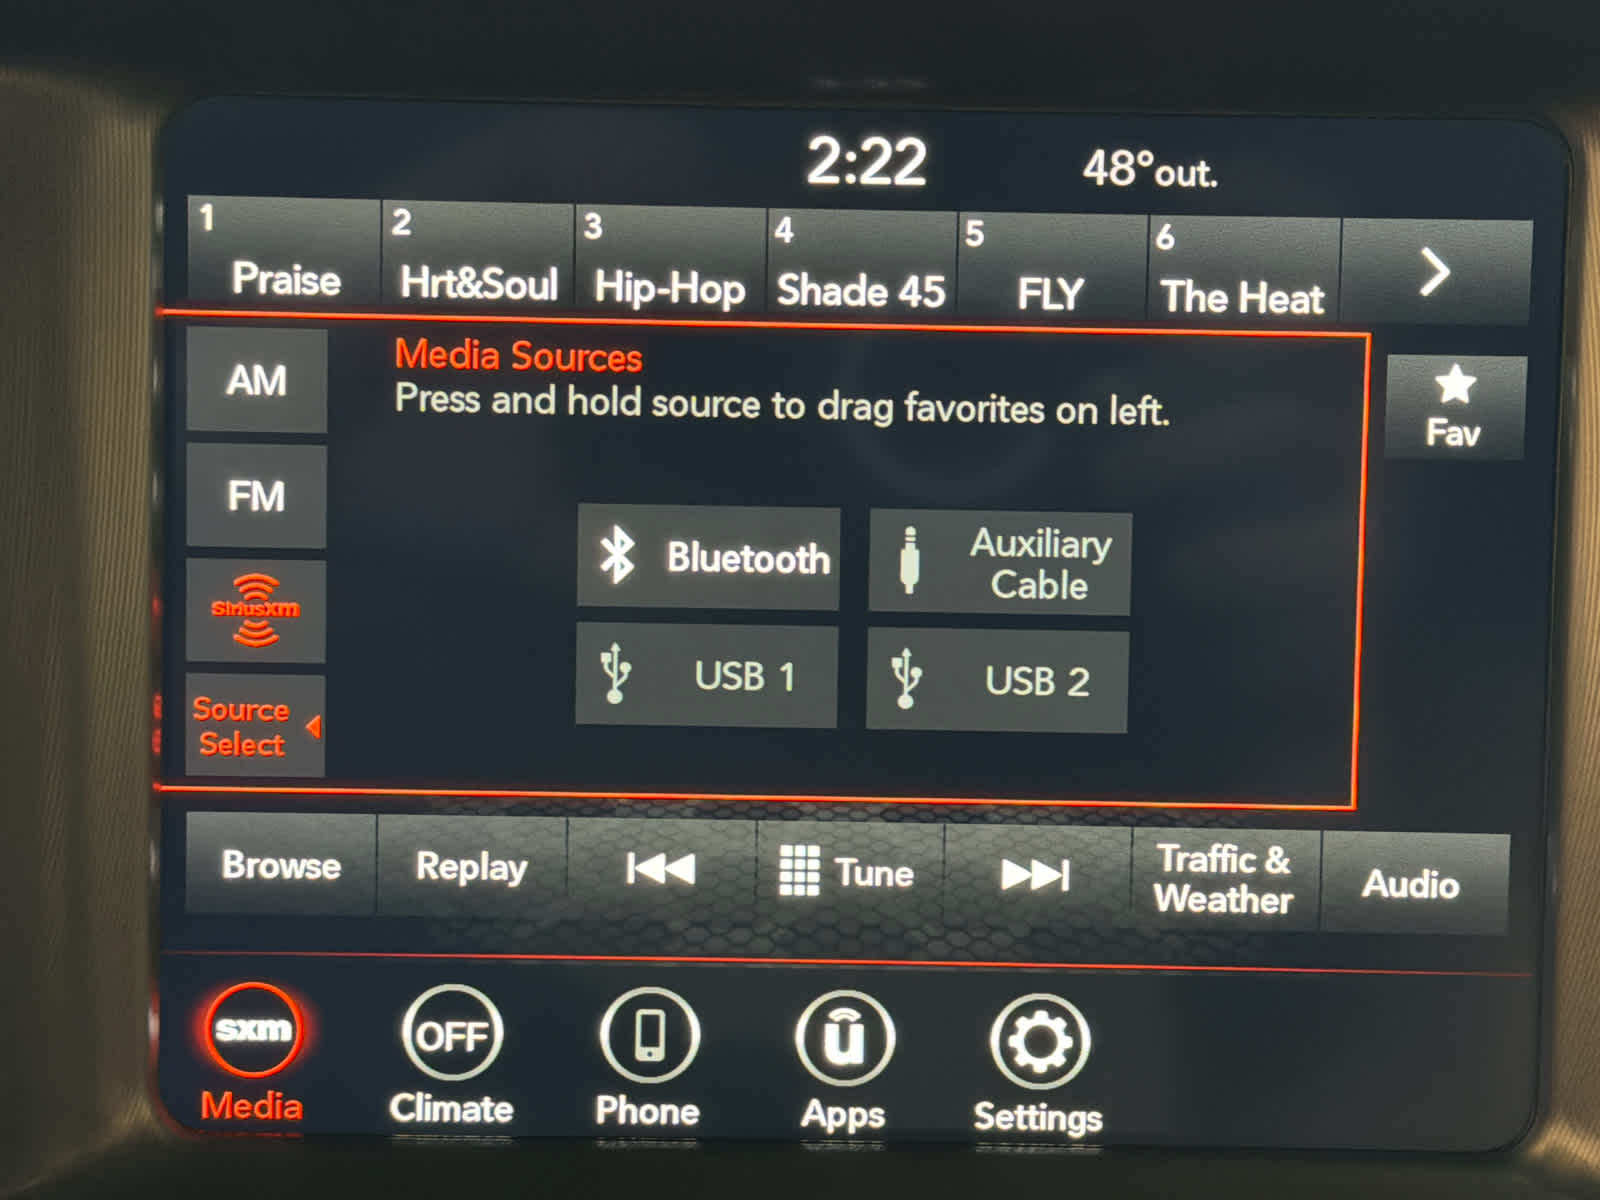 2:22
48°out.
1
Praise
2
Hrt&Soul
3
Hip-Hop
4
Shade 45
5
FLY
6
The Heat
Media Sources
Press and hold source to drag favorites on left.
AM
FM
SiriusXM
Source
Select
Bluetooth
Auxiliary
Cable
USB 1
USB 2
Fav
Browse
Replay
Tune
Traffic &
Weather
Audio
sxm
Media
OFF
Climate
Phone
u
Apps
Settings